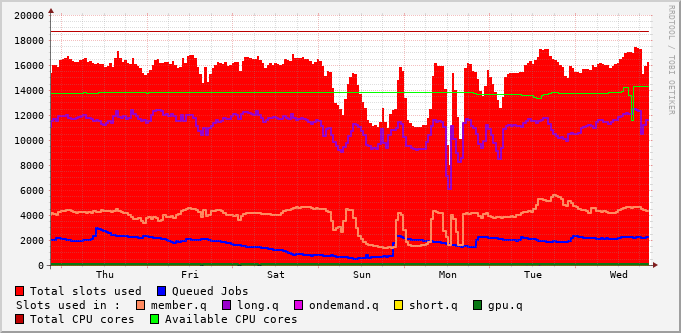 20000
18000
16000
14000
12000
10000
8000
6000
4000
2000
0
Thu Fri Sat Sun Mon Tue Wed
RRDTOOL / TOBI OETIKER
Total slots used Queued Jobs
Slots used in : member.q long.q ondemand.q short.q gpu.q
Total CPU cores Available CPU cores